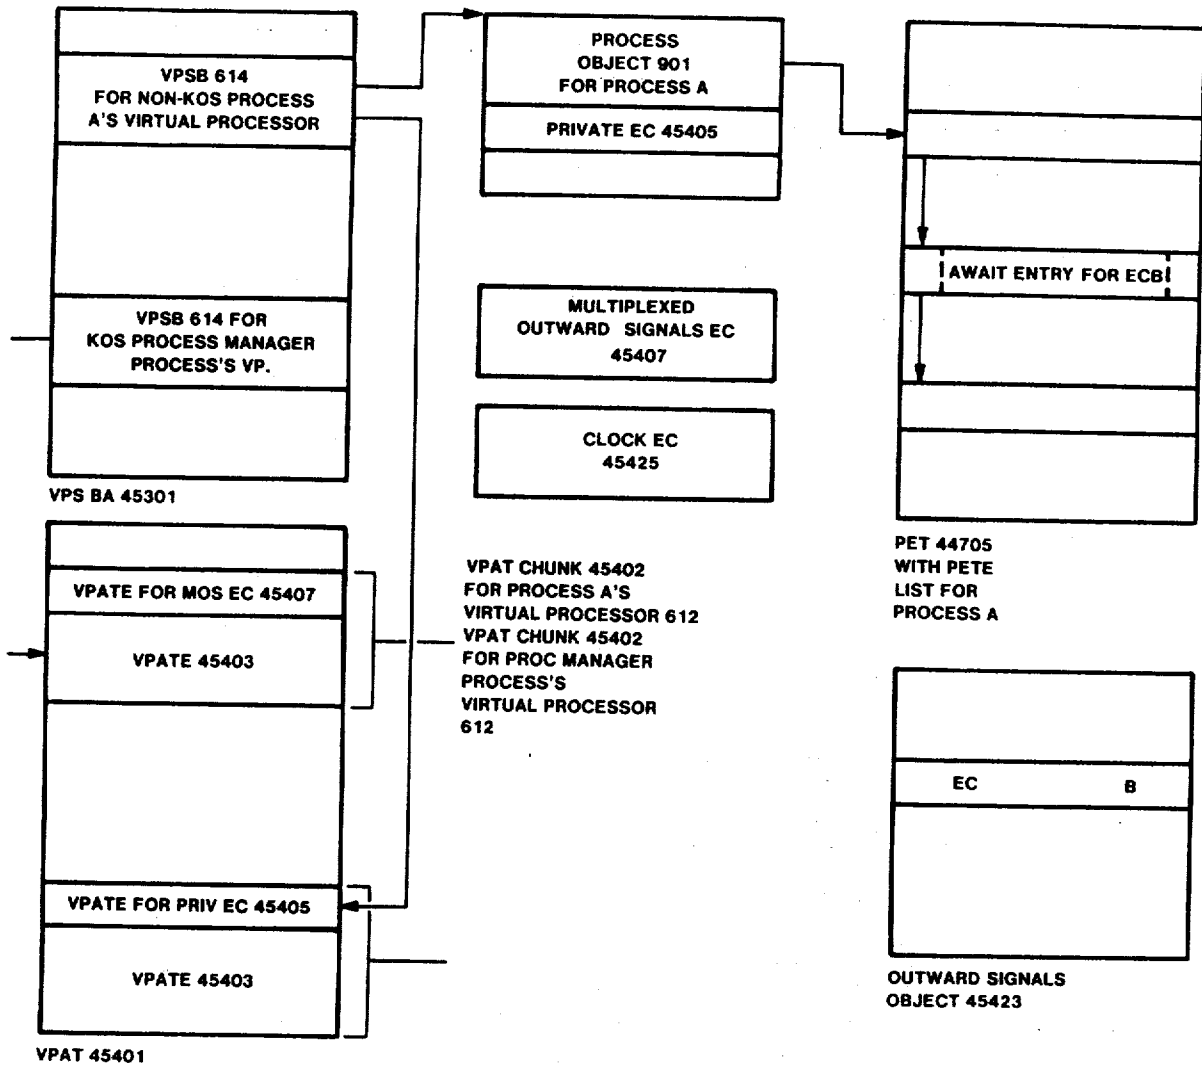 VPSB 614
FOR NON-KOS PROCESS
A'S VIRTUAL PROCESSOR
VPSB 614 FOR
KOS PROCESS MANAGER
PROCESS'S VP.
VPS BA 45301
PROCESS
OBJECT 901
FOR PROCESS A
PRIVATE EC 45405
MULTIPLEXED
OUTWARD SIGNALS EC
45407
CLOCK EC
45425
AWAIT ENTRY FOR ECB
PET 44705
WITH PETE
LIST FOR
PROCESS A
VPATE FOR MOS EC 45407
VPATE 45403
VPATE FOR PRIV EC 45405
VPATE 45403
VPAT 45401
VPAT CHUNK 45402
FOR PROCESS A'S
VIRTUAL PROCESSOR 612
VPAT CHUNK 45402
FOR PROC MANAGER
PROCESS'S
VIRTUAL PROCESSOR
612
EC B
OUTWARD SIGNALS
OBJECT 45423